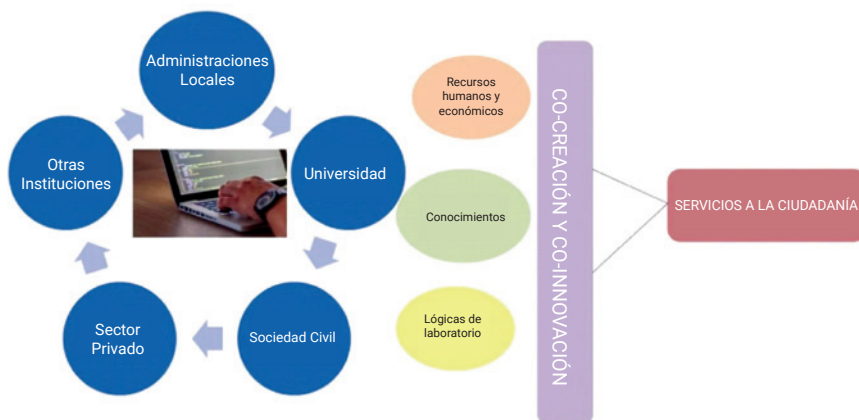 Administraciones
Locales
Otras
Instituciones
Universidad
Sector
Privado
Sociedad Civil
Recursos
humanos y
económicos
Conocimientos
Lógicas de
laboratorio
CO-CREACIÓN Y CO-INNOVACIÓN
SERVICIOS A LA CIUDADANÍA